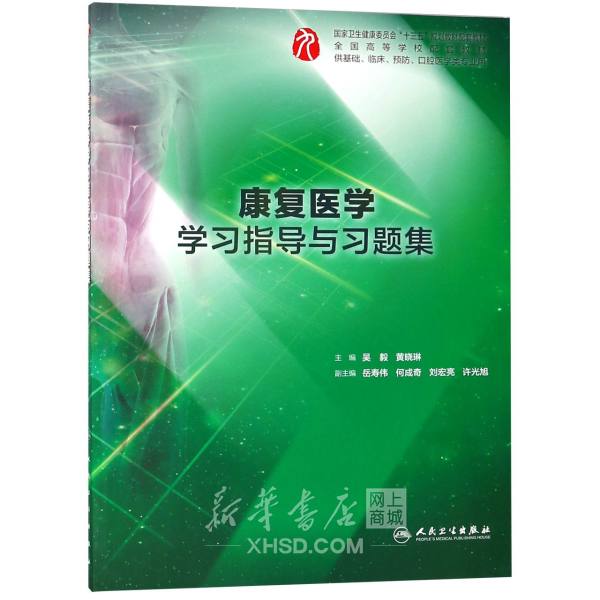 国家卫生健康委员会“十三五”规划教材配套教材
全国高等学校配套教材
供基础、临床、预防、口腔医学类专业用
康复医学
学习指导与习题集
主编 吴毅 黄晓琳
副主编 岳寿伟 何成奇 刘宏亮 许光旭
新华书店 网上商城
XHSD.COM
人民卫生出版社
PEOPLE'S MEDICAL PUBLISHING HOUSE